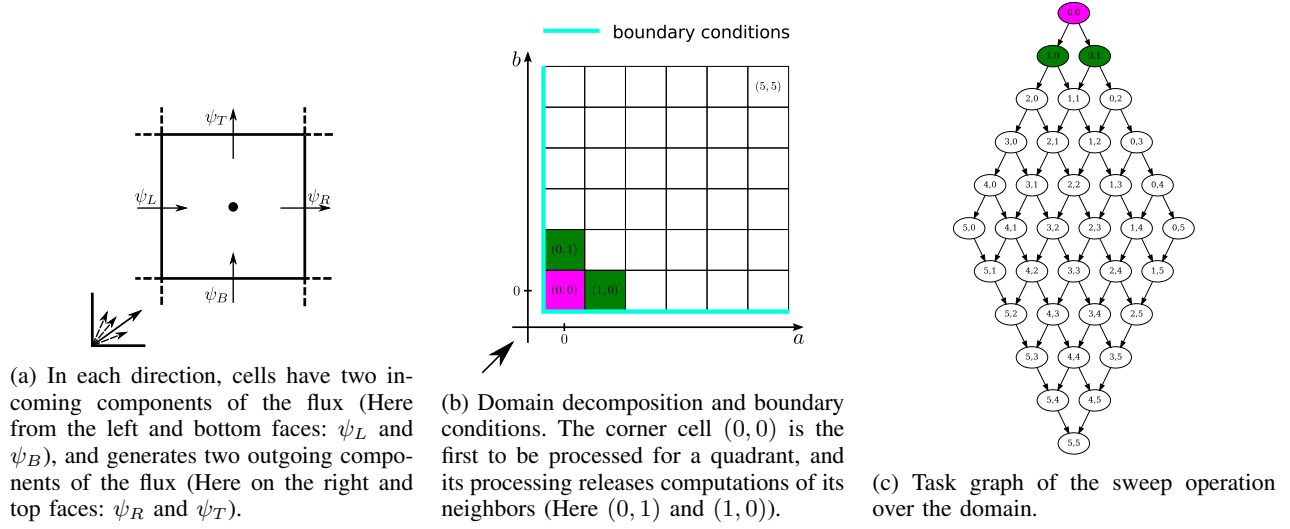 ψ_T
ψ_L
ψ_R
ψ_B
(a) In each direction, cells have two in-
coming components of the flux (Here
from the left and bottom faces: ψ_L and
ψ_B), and generates two outgoing compo-
nents of the flux (Here on the right and
top faces: ψ_R and ψ_T).
boundary conditions
b
(5, 5)
(0, 1)
0
(0, 0)
(1, 0)
0
a
(b) Domain decomposition and boundary
conditions. The corner cell (0, 0) is the
first to be processed for a quadrant, and
its processing releases computations of its
neighbors (Here (0, 1) and (1, 0)).
0,0
1,0 0,1
2,0 1,1 0,2
3,0 2,1 1,2 0,3
4,0 3,1 2,2 1,3 0,4
5,0 4,1 3,2 2,3 1,4 0,5
5,1 4,2 3,3 2,4 1,5
5,2 4,3 3,4 2,5
5,3 4,4 3,5
5,4 4,5
5,5
(c) Task graph of the sweep operation
over the domain.